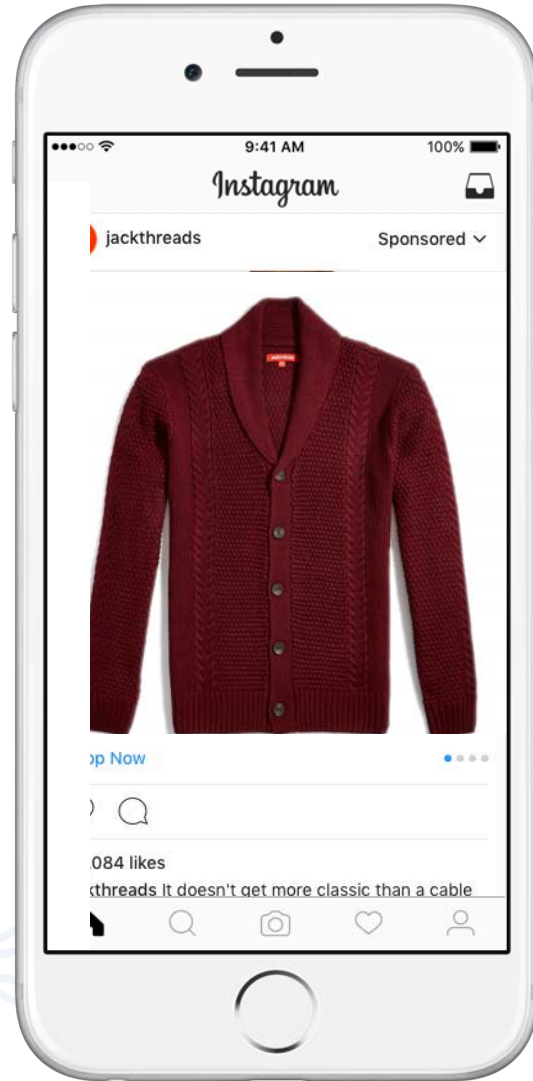 9:41 AM 100%
Instagram
jackthreads Sponsored
op Now
084 likes
kthreads It doesn't get more classic than a cable